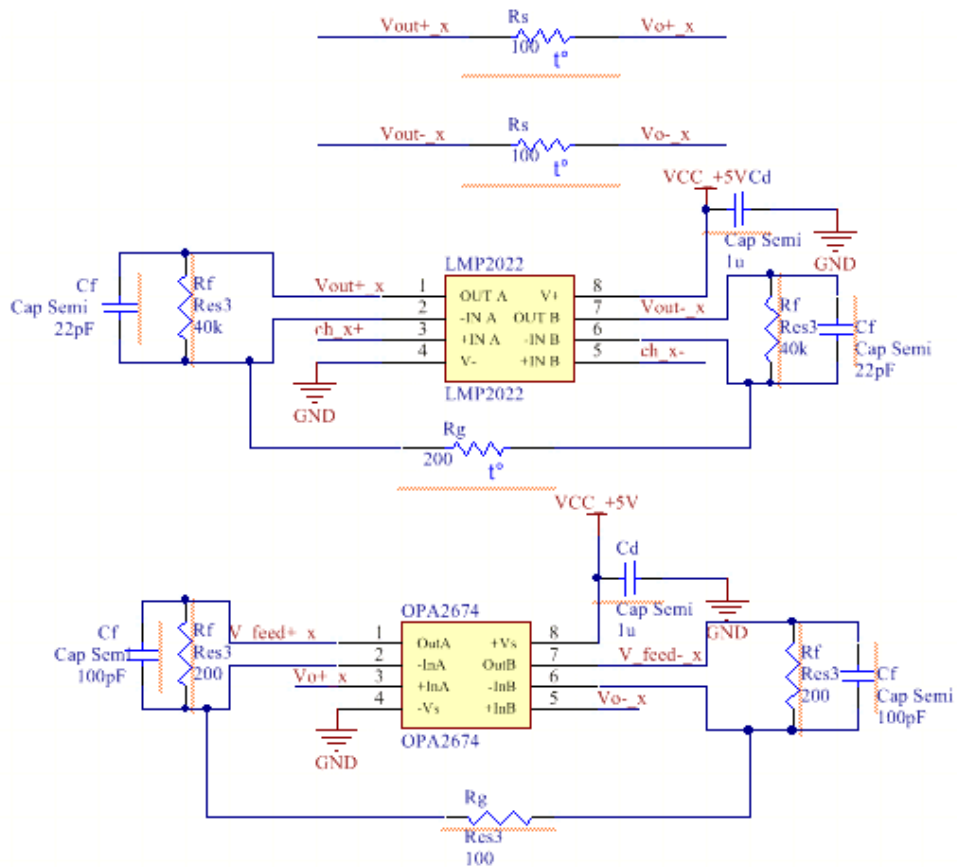 Rs
Vout+_x
Vo+_x
100
t°
Rs
Vout-_x
Vo-_x
100
t°
VCC_+5V
Cd
Cap Semi
1u
GND
LMP2022
Cf
Cap Semi
22pF
Rf
Res3
40k
Vout+_x
1
OUT A
V+
8
2
-IN A
OUT B
7
Vout-_x
ch_x+
3
+IN A
-IN B
6
4
V-
+IN B
5
ch_x-
Rf
Res3
40k
Cf
Cap Semi
22pF
GND
LMP2022
Rg
200
t°
VCC_+5V
Cd
Cap Semi
1u
GND
OPA2674
Cf
Cap Semi
100pF
Rf
Res3
200
V_feed+_x
1
OutA
+Vs
8
2
-InA
OutB
7
V_feed-_x
Vo+_x
3
+InA
-InB
6
4
-Vs
+InB
5
Vo-_x
Rf
Res3
200
Cf
Cap Semi
100pF
GND
OPA2674
Rg
Res3
100